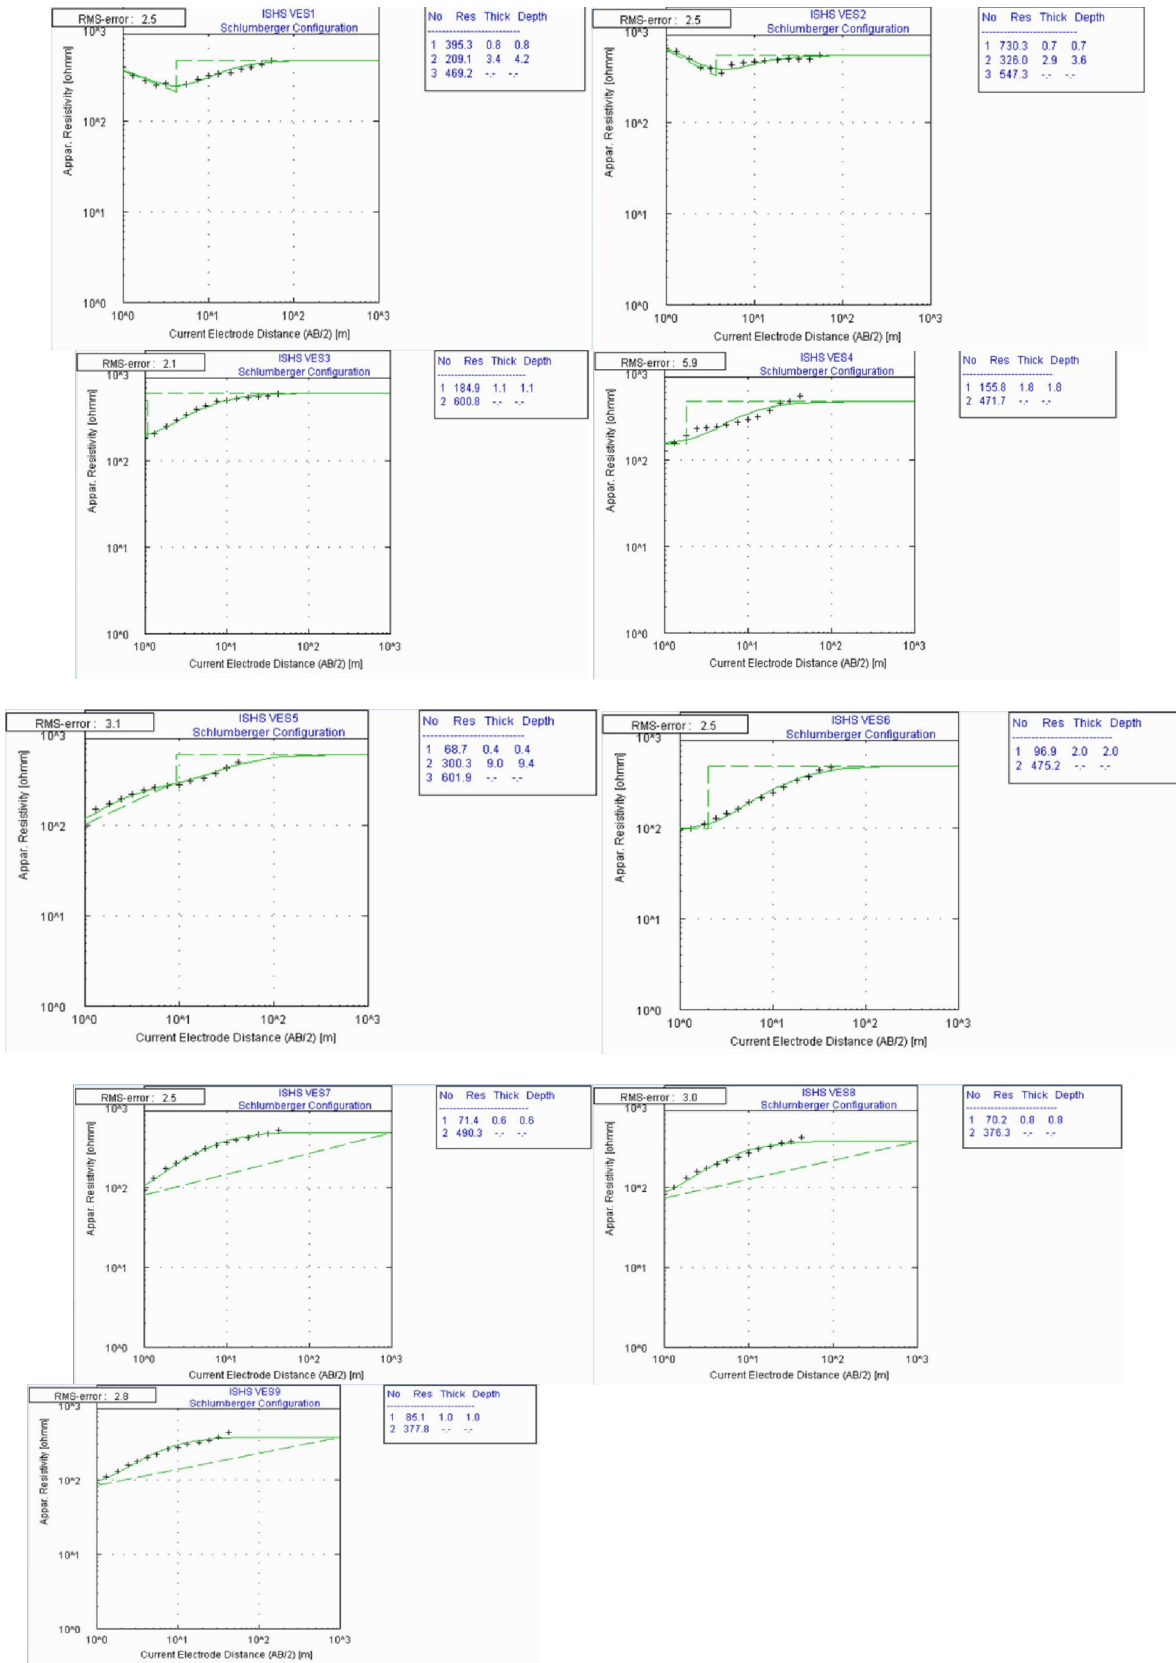 RMS-error : 2.5
ISHS VES1
Schlumberger Configuration
No Res Thick Depth
1 395.3 0.8 0.8
2 209.1 3.4 4.2
3 469.2 -.- -.-
Appar. Resistivity [ohmm]
10^3
10^2
10^1
10^0
10^0 10^1 10^2 10^3
Current Electrode Distance (AB/2) [m]
RMS-error : 2.5
ISHS VES2
Schlumberger Configuration
No Res Thick Depth
1 730.3 0.7 0.7
2 326.0 2.9 3.6
3 547.3 -.- -.-
Appar. Resistivity [ohmm]
10^3
10^2
10^1
10^0
10^0 10^1 10^2 10^3
Current Electrode Distance (AB/2) [m]
RMS-error : 2.1
ISHS VES3
Schlumberger Configuration
No Res Thick Depth
1 184.9 1.1 1.1
2 600.8 -.- -.-
Appar. Resistivity [ohmm]
10^3
10^2
10^1
10^0
10^0 10^1 10^2 10^3
Current Electrode Distance (AB/2) [m]
RMS-error : 5.9
ISHS VES4
Schlumberger Configuration
No Res Thick Depth
1 155.8 1.8 1.8
2 471.7 -.- -.-
Appar. Resistivity [ohmm]
10^3
10^2
10^1
10^0
10^0 10^1 10^2 10^3
Current Electrode Distance (AB/2) [m]
RMS-error : 3.1
ISHS VES5
Schlumberger Configuration
No Res Thick Depth
1 68.7 0.4 0.4
2 300.3 9.0 9.4
3 601.9 -.- -.-
Appar. Resistivity [ohmm]
10^3
10^2
10^1
10^0
10^0 10^1 10^2 10^3
Current Electrode Distance (AB/2) [m]
RMS-error : 2.5
ISHS VES6
Schlumberger Configuration
No Res Thick Depth
1 96.9 2.0 2.0
2 475.2 -.- -.-
Appar. Resistivity [ohmm]
10^3
10^2
10^1
10^0
10^0 10^1 10^2 10^3
Current Electrode Distance (AB/2) [m]
RMS-error : 2.5
ISHS VES7
Schlumberger Configuration
No Res Thick Depth
1 71.4 0.6 0.6
2 490.3 -.- -.-
Appar. Resistivity [ohmm]
10^3
10^2
10^1
10^0
10^0 10^1 10^2 10^3
Current Electrode Distance (AB/2) [m]
RMS-error : 3.0
ISHS VES8
Schlumberger Configuration
No Res Thick Depth
1 70.2 0.8 0.8
2 376.3 -.- -.-
Appar. Resistivity [ohmm]
10^3
10^2
10^1
10^0
10^0 10^1 10^2 10^3
Current Electrode Distance (AB/2) [m]
RMS-error : 2.8
ISHS VES9
Schlumberger Configuration
No Res Thick Depth
1 85.1 1.0 1.0
2 377.8 -.- -.-
Appar. Resistivity [ohmm]
10^3
10^2
10^1
10^0
10^0 10^1 10^2 10^3
Current Electrode Distance (AB/2) [m]